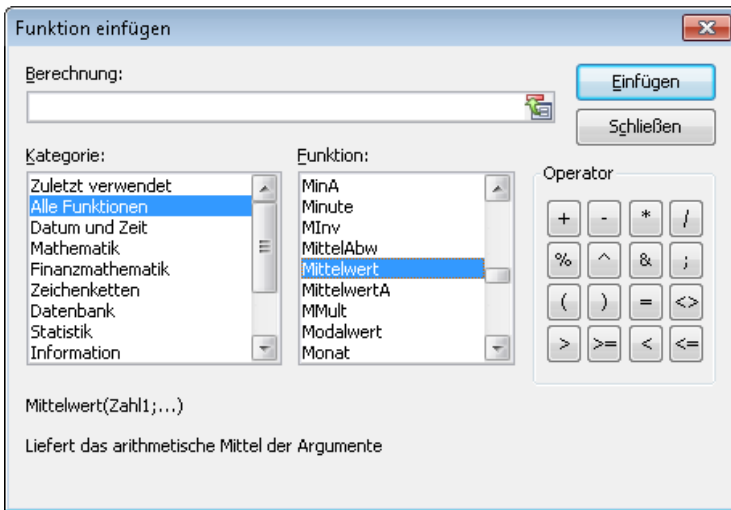 Funktion einfügen
Berechnung:
Einfügen
Schließen
Kategorie:
Zuletzt verwendet
Alle Funktionen
Datum und Zeit
Mathematik
Finanzmathematik
Zeichenketten
Datenbank
Statistik
Information
Funktion:
MinA
Minute
MInv
MittelAbw
Mittelwert
MittelwertA
MMult
Modalwert
Monat
Operator
+ - * /
% ^ & ;
( ) = <>
> >= < <=
Mittelwert(Zahl1;...)
Liefert das arithmetische Mittel der Argumente